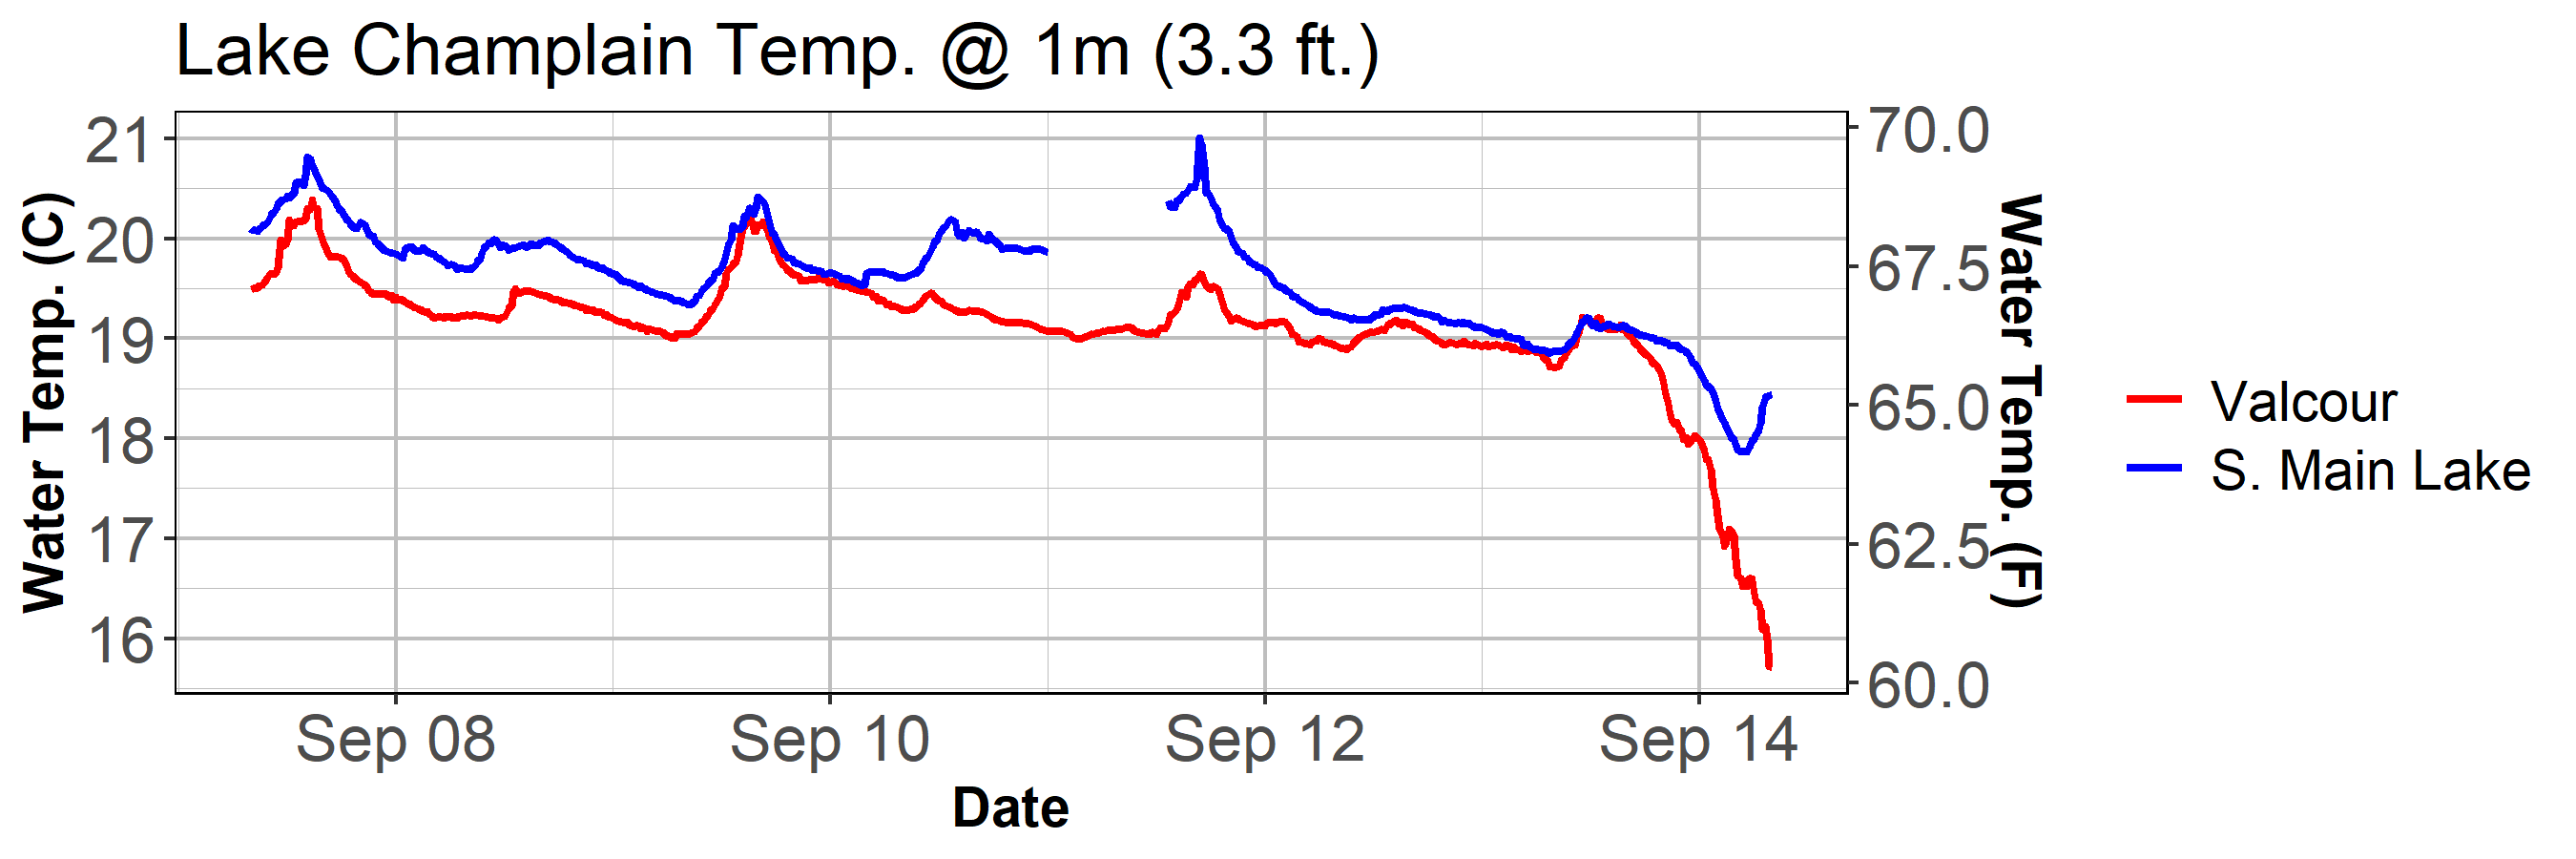 Lake Champlain Temp. @ 1m (3.3 ft.)
Water Temp. (C)
21
20
19
18
17
16
70.0
67.5
65.0
62.5
60.0
Water Temp. (F)
Sep 08
Sep 10
Sep 12
Sep 14
Date
Valcour
S. Main Lake